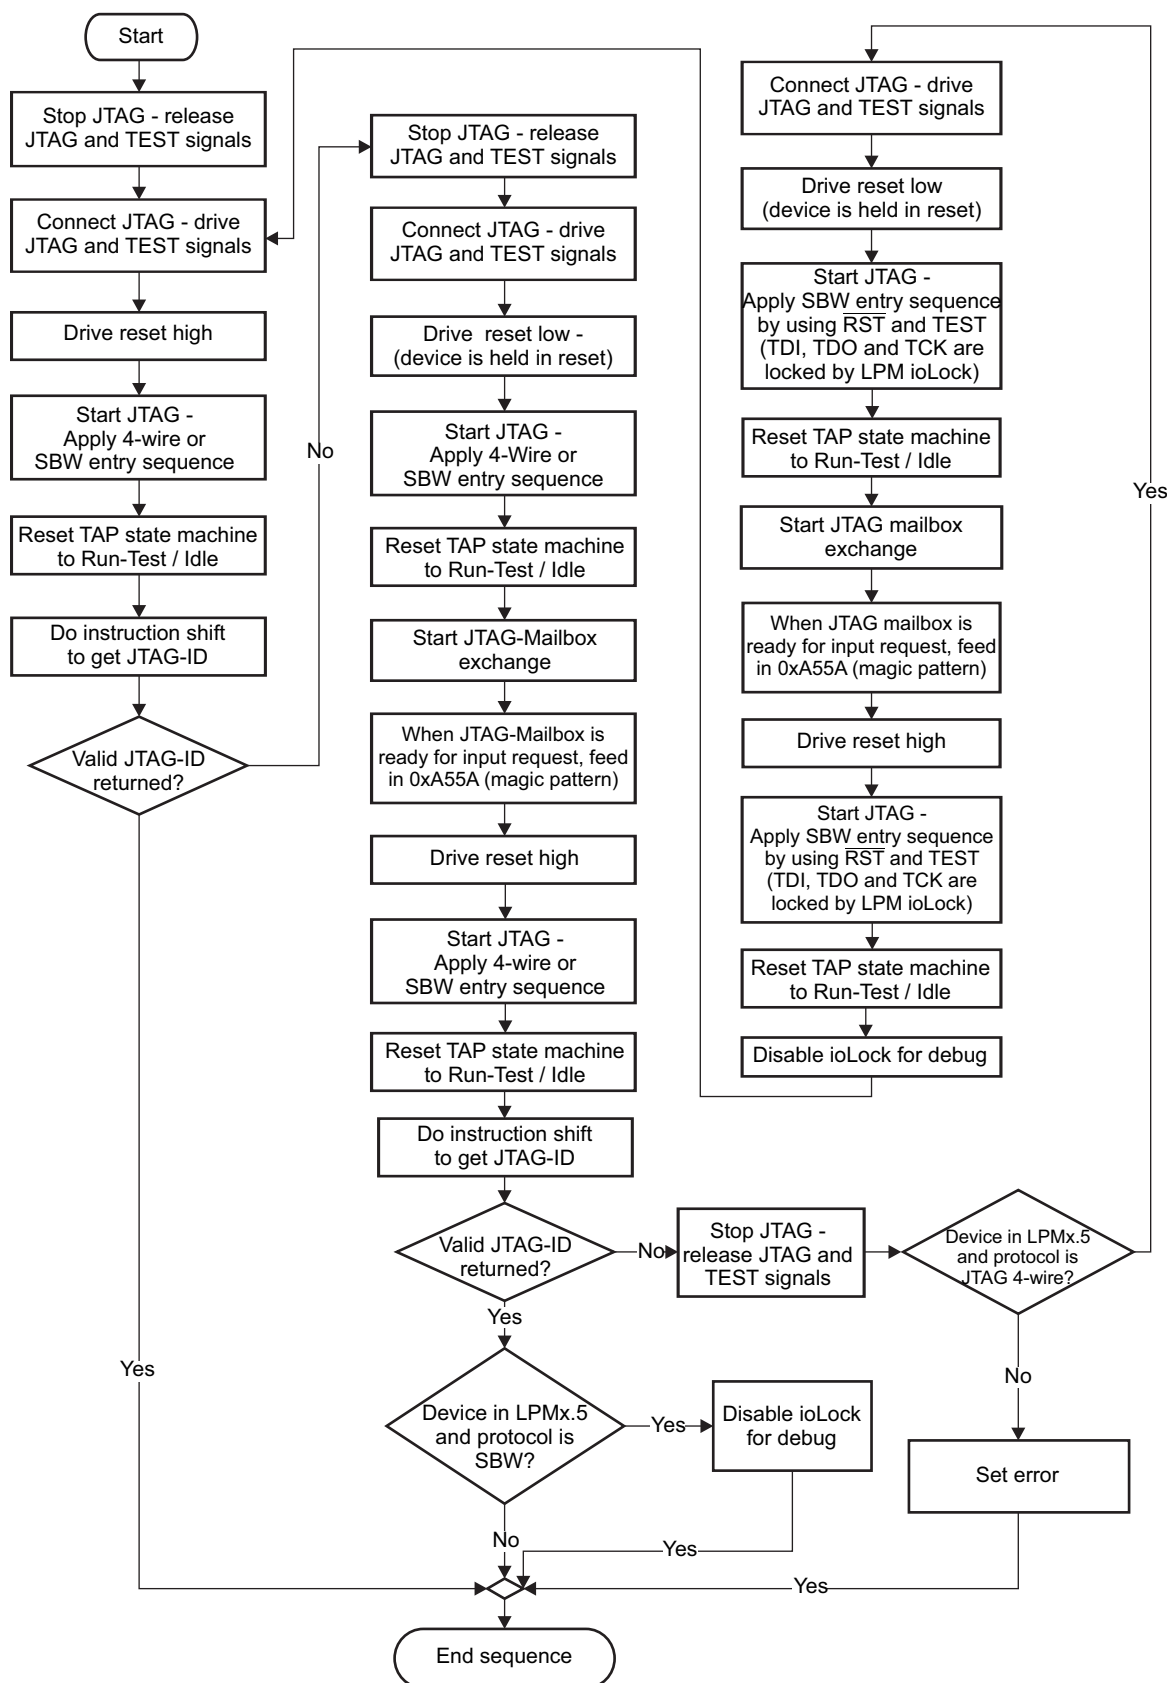 Start
Stop JTAG - release
JTAG and TEST signals
Connect JTAG - drive
JTAG and TEST signals
Drive reset high
Start JTAG -
Apply 4-wire or
SBW entry sequence
Reset TAP state machine
to Run-Test / Idle
Do instruction shift
to get JTAG-ID
Valid JTAG-ID
returned?
No
Yes
Stop JTAG - release
JTAG and TEST signals
Connect JTAG - drive
JTAG and TEST signals
Drive reset low -
(device is held in reset)
Start JTAG -
Apply 4-Wire or
SBW entry sequence
Reset TAP state machine
to Run-Test / Idle
Start JTAG-Mailbox
exchange
When JTAG-Mailbox is
ready for input request, feed
in 0xA55A (magic pattern)
Drive reset high
Start JTAG -
Apply 4-wire or
SBW entry sequence
Reset TAP state machine
to Run-Test / Idle
Do instruction shift
to get JTAG-ID
Valid JTAG-ID
returned?
No
Yes
Stop JTAG -
release JTAG and
TEST signals
Device in LPMx.5
and protocol is
JTAG 4-wire?
Yes
No
Connect JTAG - drive
JTAG and TEST signals
Drive reset low
(device is held in reset)
Start JTAG -
Apply SBW entry sequence
by using RST and TEST
(TDI, TDO and TCK are
locked by LPM ioLock)
Reset TAP state machine
to Run-Test / Idle
Start JTAG mailbox
exchange
When JTAG mailbox is
ready for input request, feed
in 0xA55A (magic pattern)
Drive reset high
Start JTAG -
Apply SBW entry sequence
by using RST and TEST
(TDI, TDO and TCK are
locked by LPM ioLock)
Reset TAP state machine
to Run-Test / Idle
Disable ioLock for debug
Device in LPMx.5
and protocol is
SBW?
Yes
Disable ioLock
for debug
No
Yes
Set error
Yes
End sequence